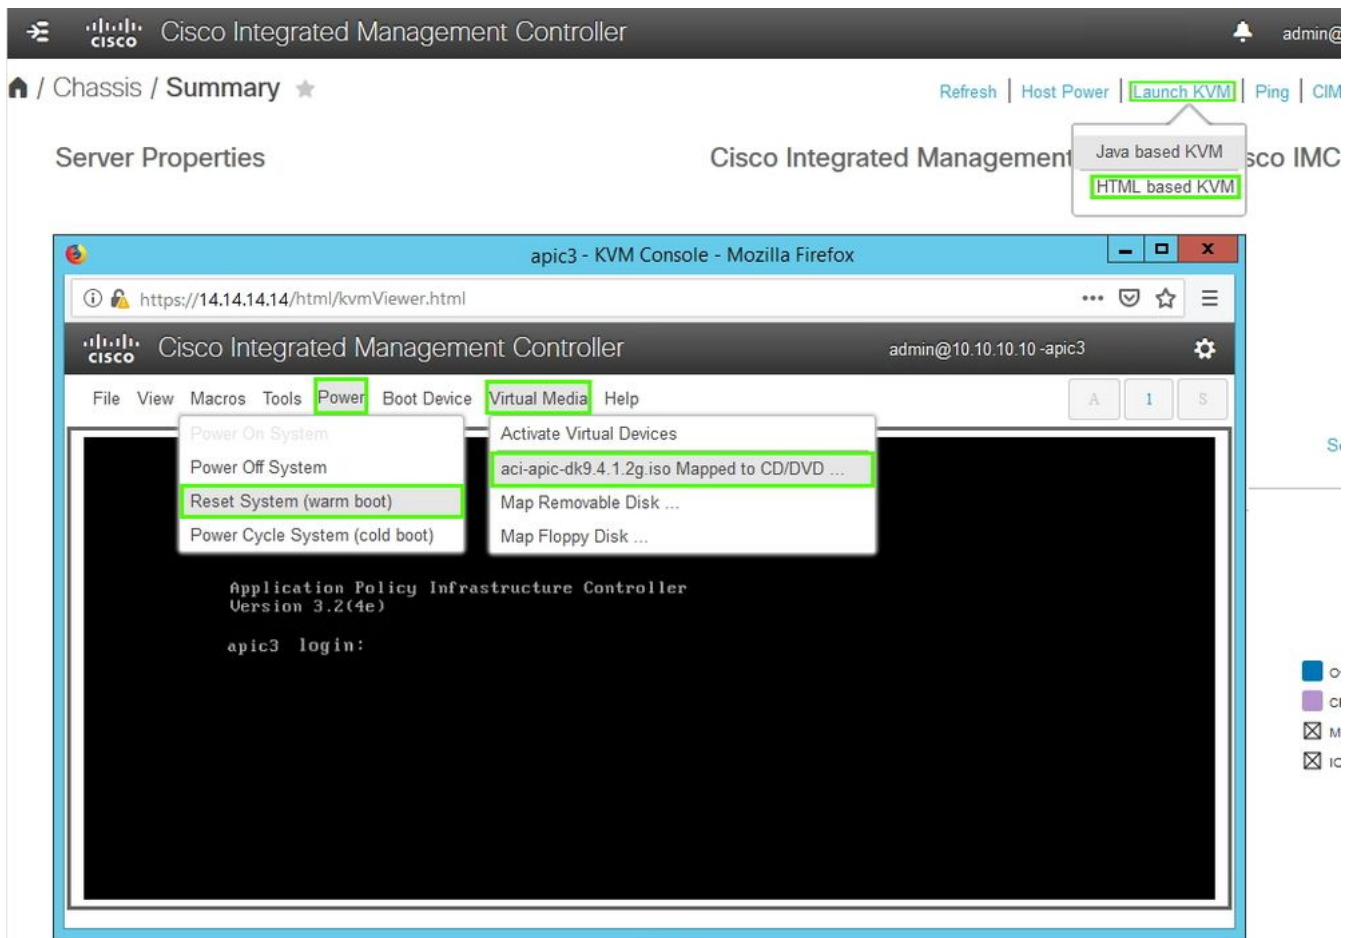 cisco Cisco Integrated Management Controller admin@
/ Chassis / Summary
Refresh | Host Power | Launch KVM | Ping | CIM
Java based KVM
HTML based KVM
Server Properties
Cisco Integrated Management sco IMC
apic3 - KVM Console - Mozilla Firefox
https://14.14.14.14/html/kvmViewer.html
cisco Cisco Integrated Management Controller admin@10.10.10.10 -apic3
File View Macros Tools Power Boot Device Virtual Media Help A 1 S
Power On System
Power Off System
Reset System (warm boot)
Power Cycle System (cold boot)
Activate Virtual Devices
aci-apic-dk9.4.1.2g.iso Mapped to CD/DVD ...
Map Removable Disk ...
Map Floppy Disk ...
Application Policy Infrastructure Controller
Version 3.2(4e)
apic3 login: